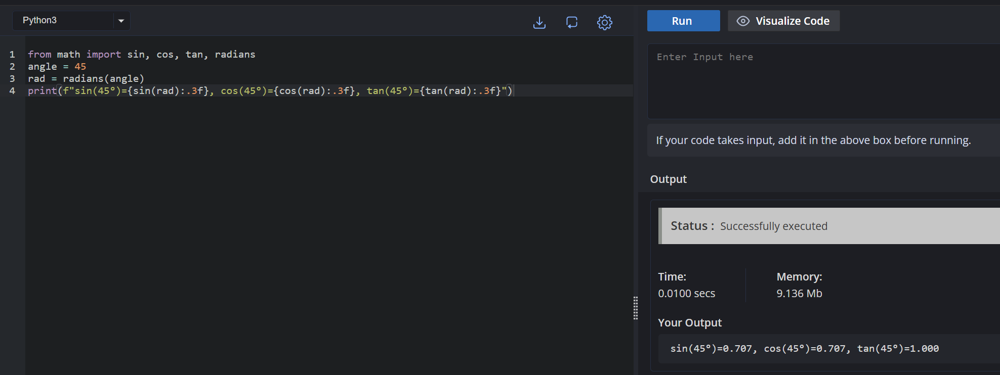 Python3
Run
Visualize Code
1 from math import sin, cos, tan, radians
2 angle = 45
3 rad = radians(angle)
4 print(f"sin(45°)={sin(rad):.3f}, cos(45°)={cos(rad):.3f}, tan(45°)={tan(rad):.3f}")
Enter Input here
If your code takes input, add it in the above box before running.
Output
Status : Successfully executed
Time:
0.0100 secs
Memory:
9.136 Mb
Your Output
sin(45°)=0.707, cos(45°)=0.707, tan(45°)=1.000